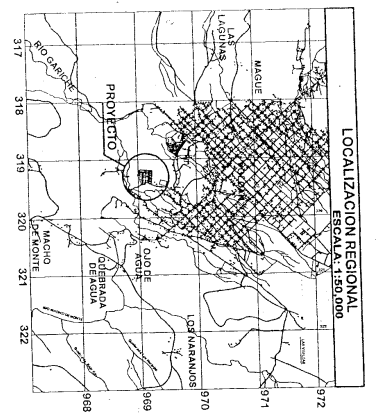 LOCALIZACION REGIONAL
ESCALA: 1:50,000
317
318
319
320
321
322
972
971
970
969
968
LAS
LAGUNAS
MAGUE
RIO GARICHE
PROYECTO
OJO DE
AGUA
LOS NARANJOS
QUEBRADA
DE AGUA
MACHO
DE MONTE